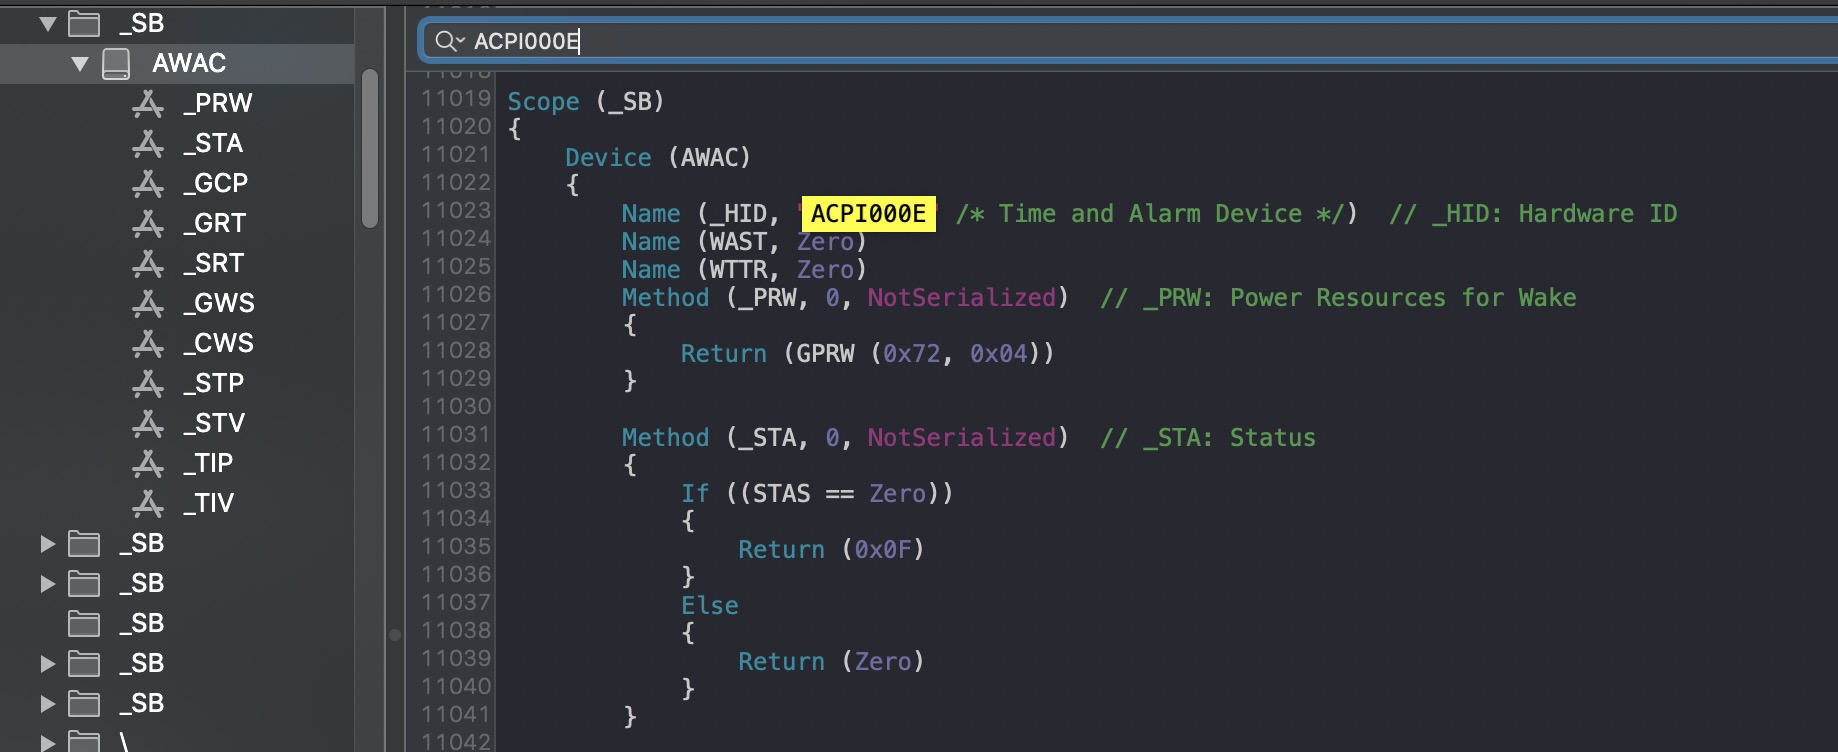 _SB
AWAC
_PRW
_STA
_GCP
_GRT
_SRT
_GWS
_CWS
_STP
_STV
_TIP
_TIV
_SB
_SB
_SB
_SB
_SB
\
ACPI000E
11018
11019 Scope (_SB)
11020 {
11021 Device (AWAC)
11022 {
11023 Name (_HID, "ACPI000E" /* Time and Alarm Device */) // _HID: Hardware ID
11024 Name (WAST, Zero)
11025 Name (WTTR, Zero)
11026 Method (_PRW, 0, NotSerialized) // _PRW: Power Resources for Wake
11027 {
11028 Return (GPRW (0x72, 0x04))
11029 }
11030
11031 Method (_STA, 0, NotSerialized) // _STA: Status
11032 {
11033 If ((STAS == Zero))
11034 {
11035 Return (0x0F)
11036 }
11037 Else
11038 {
11039 Return (Zero)
11040 }
11041 }
11042